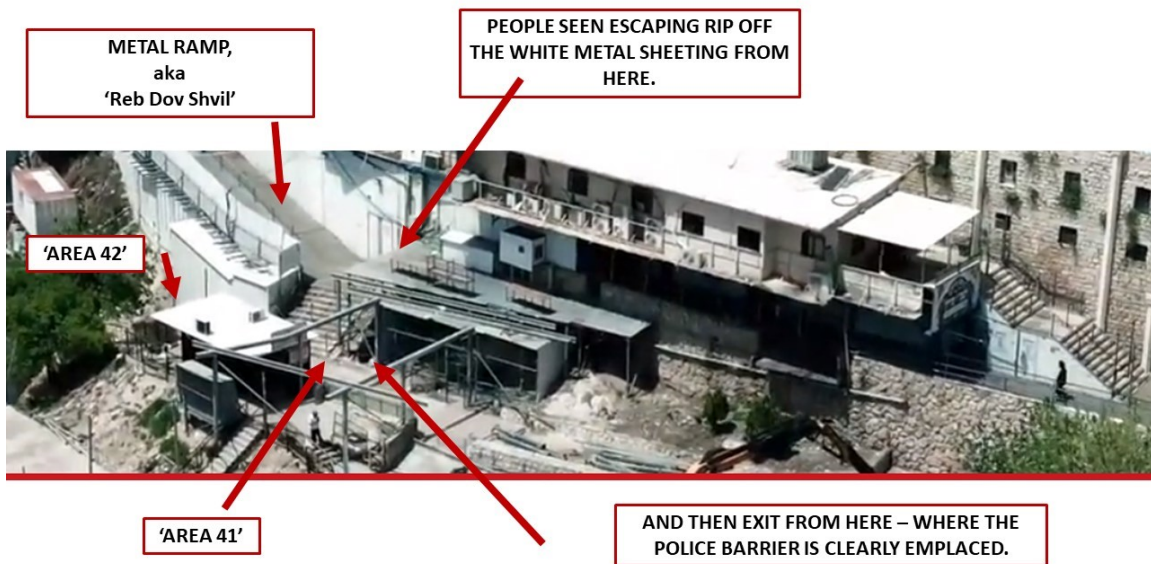 METAL RAMP,
aka
‘Reb Dov Shvil’
PEOPLE SEEN ESCAPING RIP OFF
THE WHITE METAL SHEETING FROM
HERE.
‘AREA 42’
‘AREA 41’
AND THEN EXIT FROM HERE – WHERE THE
POLICE BARRIER IS CLEARLY EMPLACED.